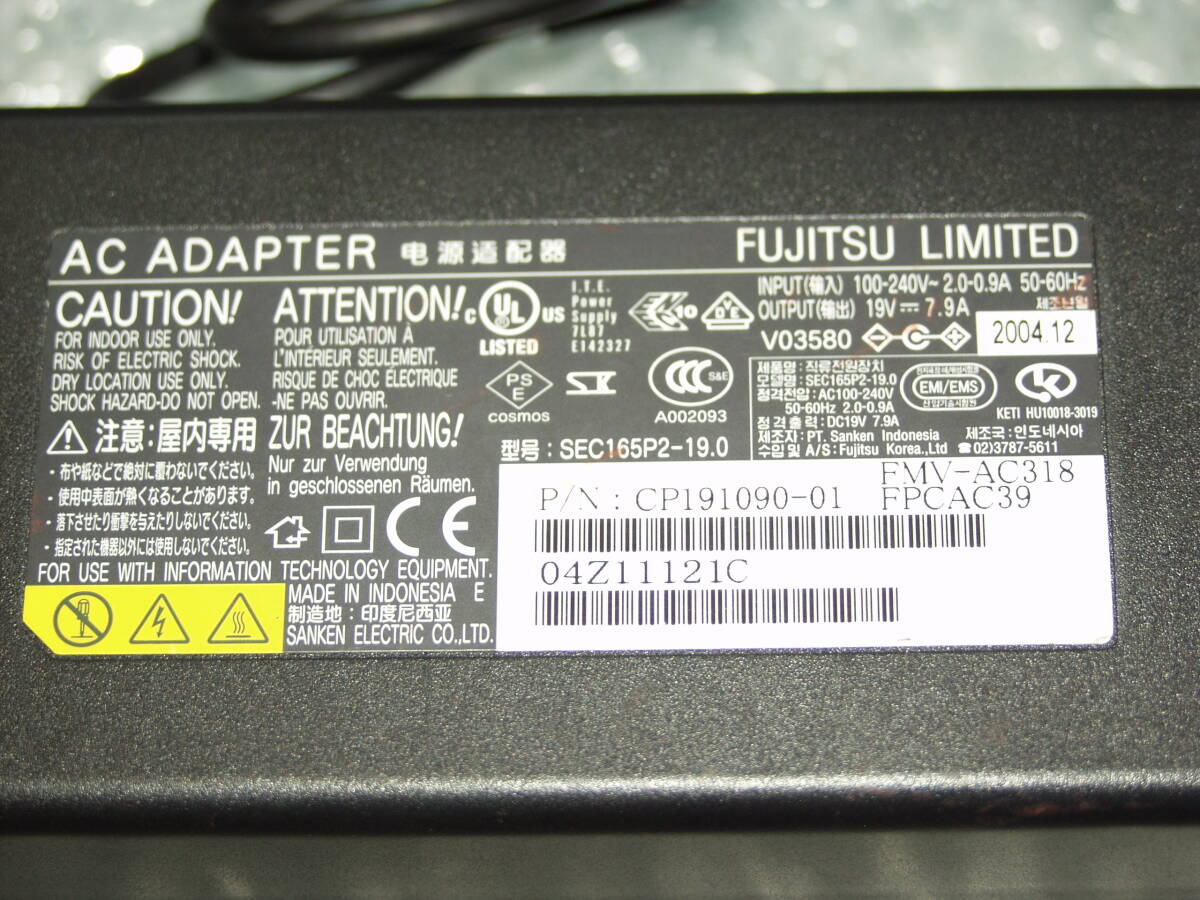 AC ADAPTER 电源适配器
FUJITSU LIMITED
CAUTION!
FOR INDOOR USE ONLY.
RISK OF ELECTRIC SHOCK.
DRY LOCATION USE ONLY.
SHOCK HAZARD-DO NOT OPEN.
ATTENTION!
POUR UTILISATION À
L'INTÉRIEUR SEULEMENT.
RISQUE DE CHOC ÉLECTRIQUE
-NE PAS OUVRIR.
C UL US
LISTED
I.T.E.
Power
Supply
7L87
E142327
10
VDE
INPUT(输入) 100-240V~ 2.0-0.9A 50-60Hz
OUTPUT(输出) 19V ⎓ 7.9A
제조년월
V03580
2004.12
PS
E
cosmos
CCC S&E
A002093
제품명: 직류전원장치
모델명: SEC165P2-19.0
정격전압: AC100-240V
50-60Hz 2.0-0.9A
정격출력: DC19V 7.9A
제조자: PT. Sanken Indonesia
제조국: 인도네시아
수입 및 A/S: Fujitsu Korea.,Ltd ☎02)3787-5611
EMI/EMS
KETI HU10018-3019
注意:屋内専用
・布や紙などで絶対に覆わないでください。
・使用中表面が熱くなることがあります。
・落下させたり衝撃を与えたりしないでください。
・指定された機器以外には使用しないでください。
ZUR BEACHTUNG!
Nur zur Verwendung
in geschlossenen Räumen.
CE
型号: SEC165P2-19.0
FMV-AC318
P/N : CP191090-01 FPCAC39
04Z11121C
FOR USE WITH INFORMATION TECHNOLOGY EQUIPMENT.
MADE IN INDONESIA E
制造地: 印度尼西亚
SANKEN ELECTRIC CO.,LTD.